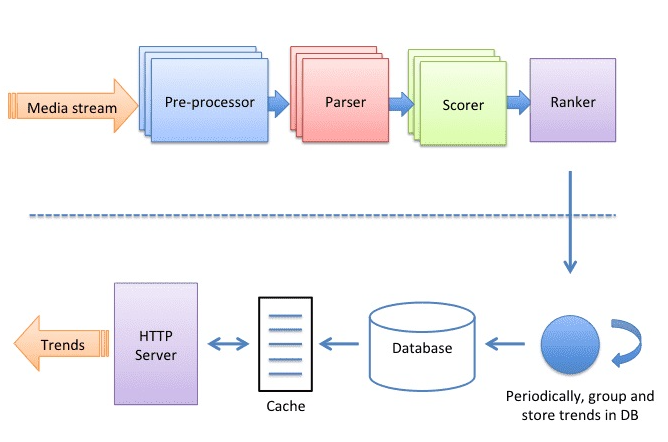 Media stream
Pre-processor
Parser
Scorer
Ranker
Trends
HTTP
Server
Cache
Database
Periodically, group and
store trends in DB